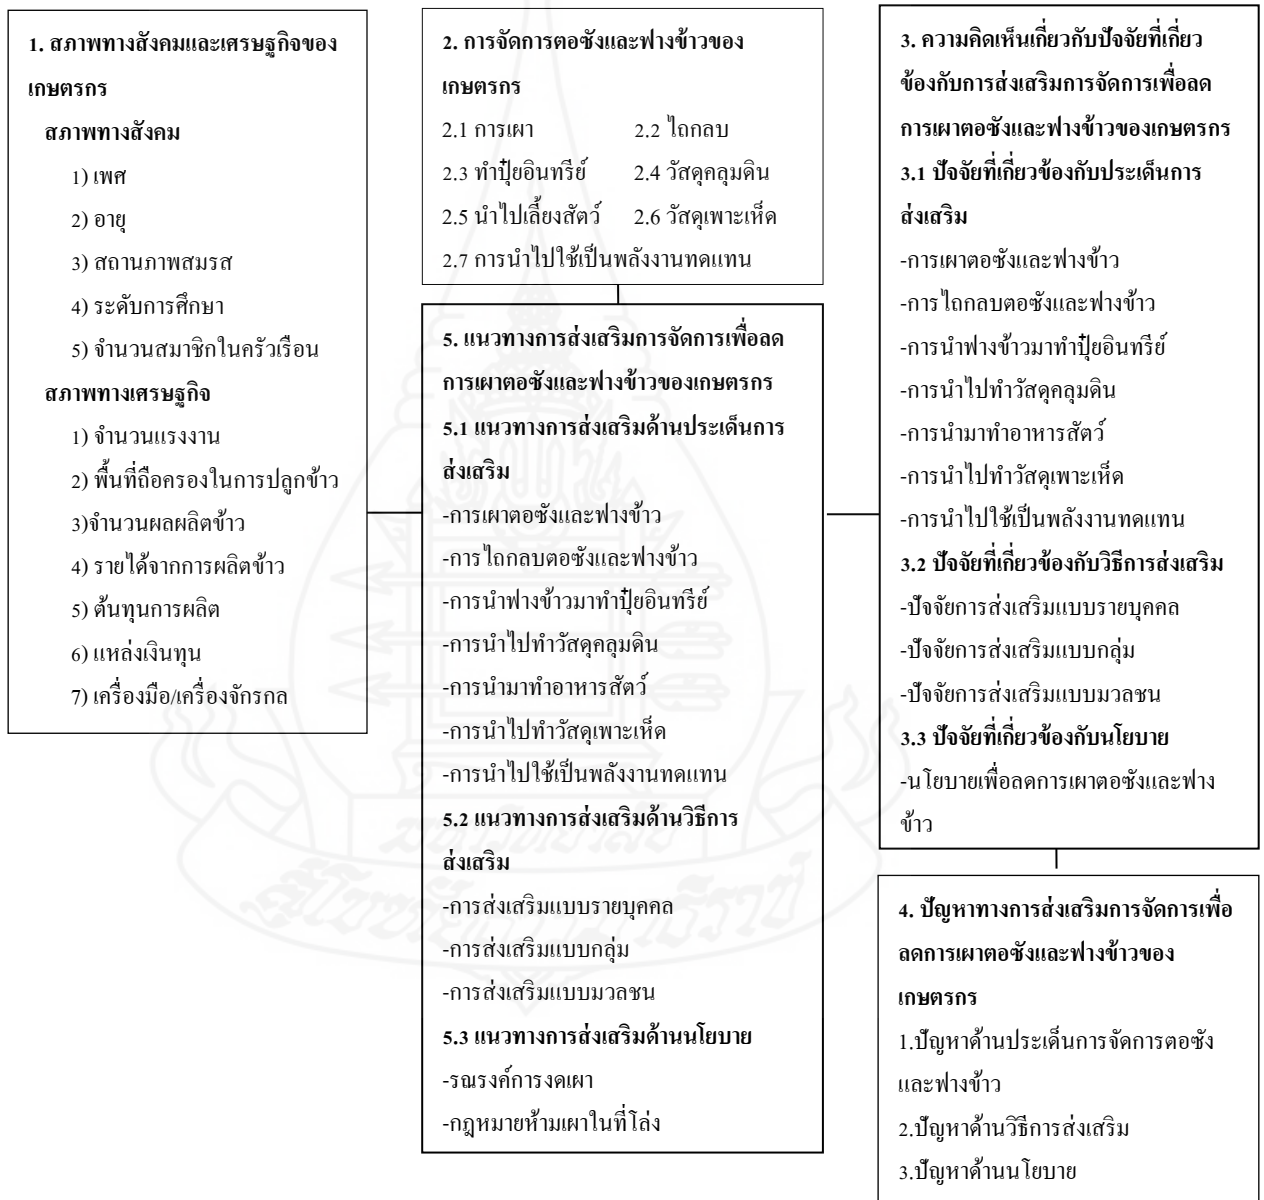 1. สภาพทางสังคมและเศรษฐกิจของ
เกษตรกร
สภาพทางสังคม
1) เพศ
2) อายุ
3) สถานภาพสมรส
4) ระดับการศึกษา
5) จำนวนสมาชิกในครัวเรือน
สภาพทางเศรษฐกิจ
1) จำนวนแรงงาน
2) พื้นที่ถือครองในการปลูกข้าว
3)จำนวนผลผลิตข้าว
4) รายได้จากการผลิตข้าว
5) ต้นทุนการผลิต
6) แหล่งเงินทุน
7) เครื่องมือ/เครื่องจักรกล
2. การจัดการตอซังและฟางข้าวของ
เกษตรกร
2.1 การเผา 2.2 ไถกลบ
2.3 ทำปุ๋ยอินทรีย์ 2.4 วัสดุคลุมดิน
2.5 นำไปเลี้ยงสัตว์ 2.6 วัสดุเพาะเห็ด
2.7 การนำไปใช้เป็นพลังงานทดแทน
5. แนวทางการส่งเสริมการจัดการเพื่อลด
การเผาตอซังและฟางข้าวของเกษตรกร
5.1 แนวทางการส่งเสริมด้านประเด็นการ
ส่งเสริม
-การเผาตอซังและฟางข้าว
-การไถกลบตอซังและฟางข้าว
-การนำฟางข้าวมาทำปุ๋ยอินทรีย์
-การนำไปทำวัสดุคลุมดิน
-การนำมาทำอาหารสัตว์
-การนำไปทำวัสดุเพาะเห็ด
-การนำไปใช้เป็นพลังงานทดแทน
5.2 แนวทางการส่งเสริมด้านวิธีการ
ส่งเสริม
-การส่งเสริมแบบรายบุคคล
-การส่งเสริมแบบกลุ่ม
-การส่งเสริมแบบมวลชน
5.3 แนวทางการส่งเสริมด้านนโยบาย
-รณรงค์การงดเผา
-กฎหมายห้ามเผาในที่โล่ง
3. ความคิดเห็นเกี่ยวกับปัจจัยที่เกี่ยว
ข้องกับการส่งเสริมการจัดการเพื่อลด
การเผาตอซังและฟางข้าวของเกษตรกร
3.1 ปัจจัยที่เกี่ยวข้องกับประเด็นการ
ส่งเสริม
-การเผาตอซังและฟางข้าว
-การไถกลบตอซังและฟางข้าว
-การนำฟางข้าวมาทำปุ๋ยอินทรีย์
-การนำไปทำวัสดุคลุมดิน
-การนำมาทำอาหารสัตว์
-การนำไปทำวัสดุเพาะเห็ด
-การนำไปใช้เป็นพลังงานทดแทน
3.2 ปัจจัยที่เกี่ยวข้องกับวิธีการส่งเสริม
-ปัจจัยการส่งเสริมแบบรายบุคคล
-ปัจจัยการส่งเสริมแบบกลุ่ม
-ปัจจัยการส่งเสริมแบบมวลชน
3.3 ปัจจัยที่เกี่ยวข้องกับนโยบาย
-นโยบายเพื่อลดการเผาตอซังและฟาง
ข้าว
4. ปัญหาทางการส่งเสริมการจัดการเพื่อ
ลดการเผาตอซังและฟางข้าวของ
เกษตรกร
1.ปัญหาด้านประเด็นการจัดการตอซัง
และฟางข้าว
2.ปัญหาด้านวิธีการส่งเสริม
3.ปัญหาด้านนโยบาย
มหาวิทยาลัย
สุโขทัยธรรมาธิราช